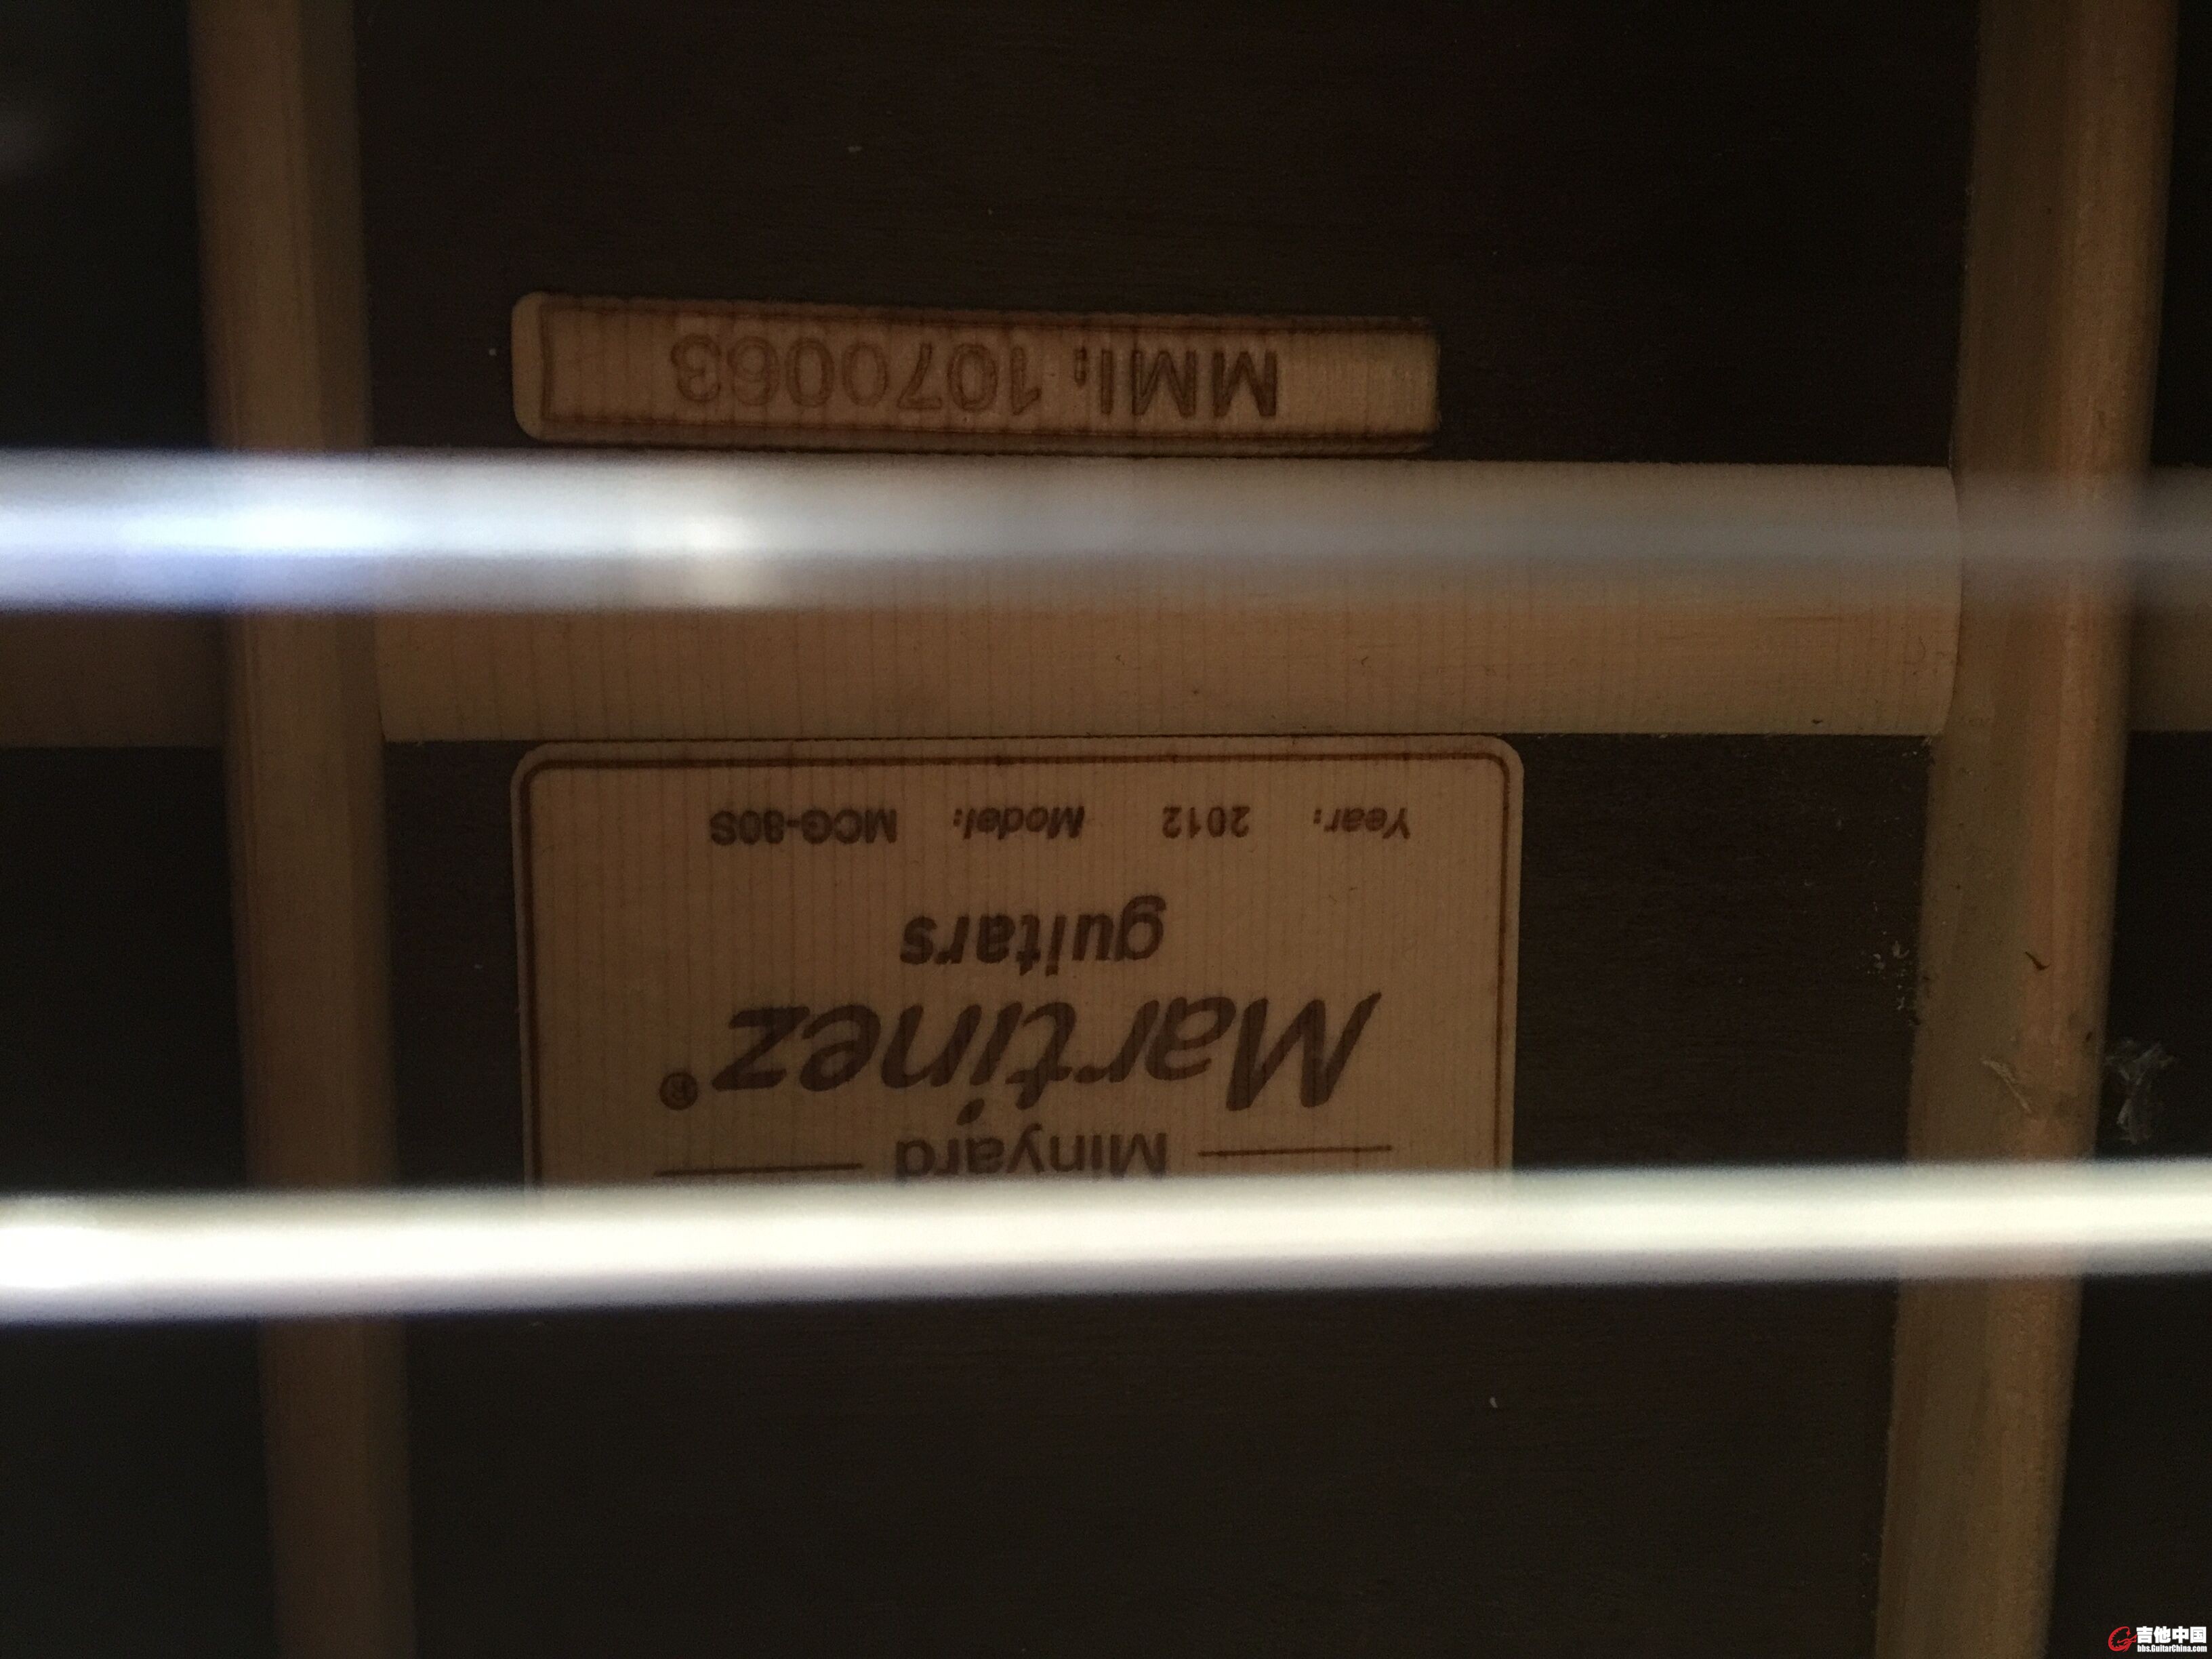 Minyard
Martinez®
guitars
Year: 2012 Model: MCG-80S
MMI: 1070063
吉他中国
bbs.GuitarChina.com